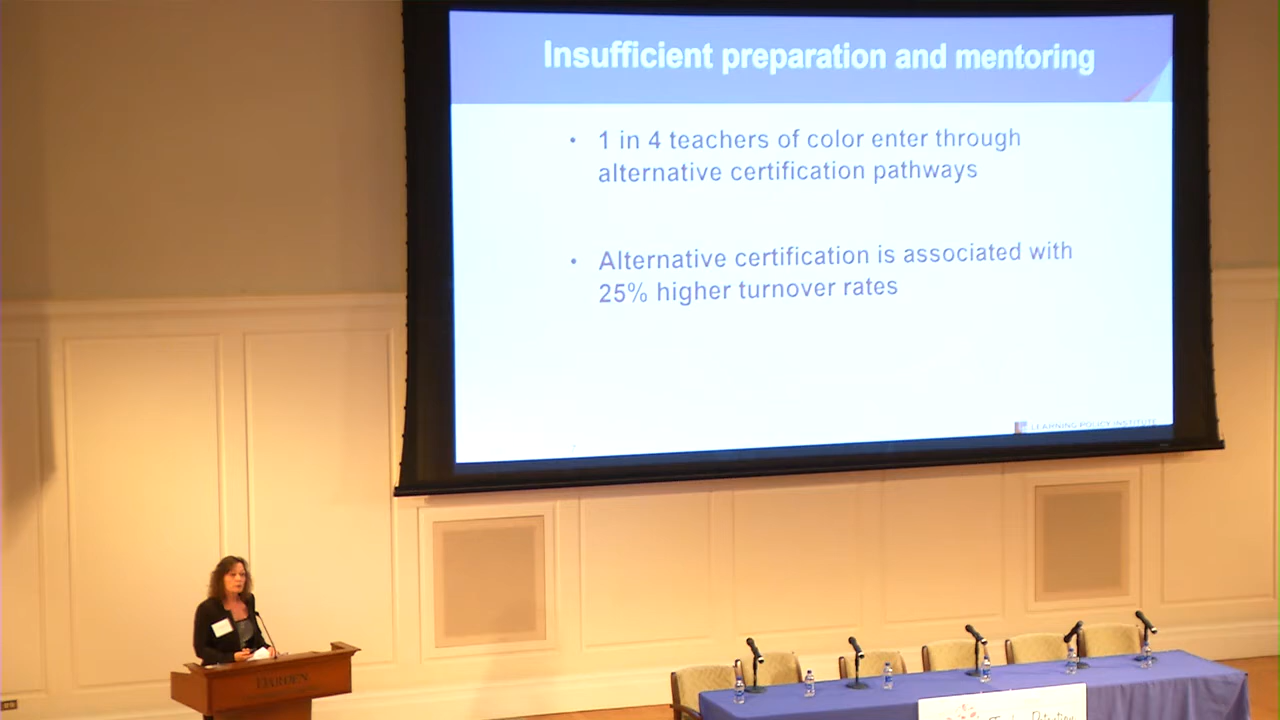 Insufficient preparation and mentoring
• 1 in 4 teachers of color enter through
alternative certification pathways
• Alternative certification is associated with
25% higher turnover rates
LEARNING POLICY INSTITUTE